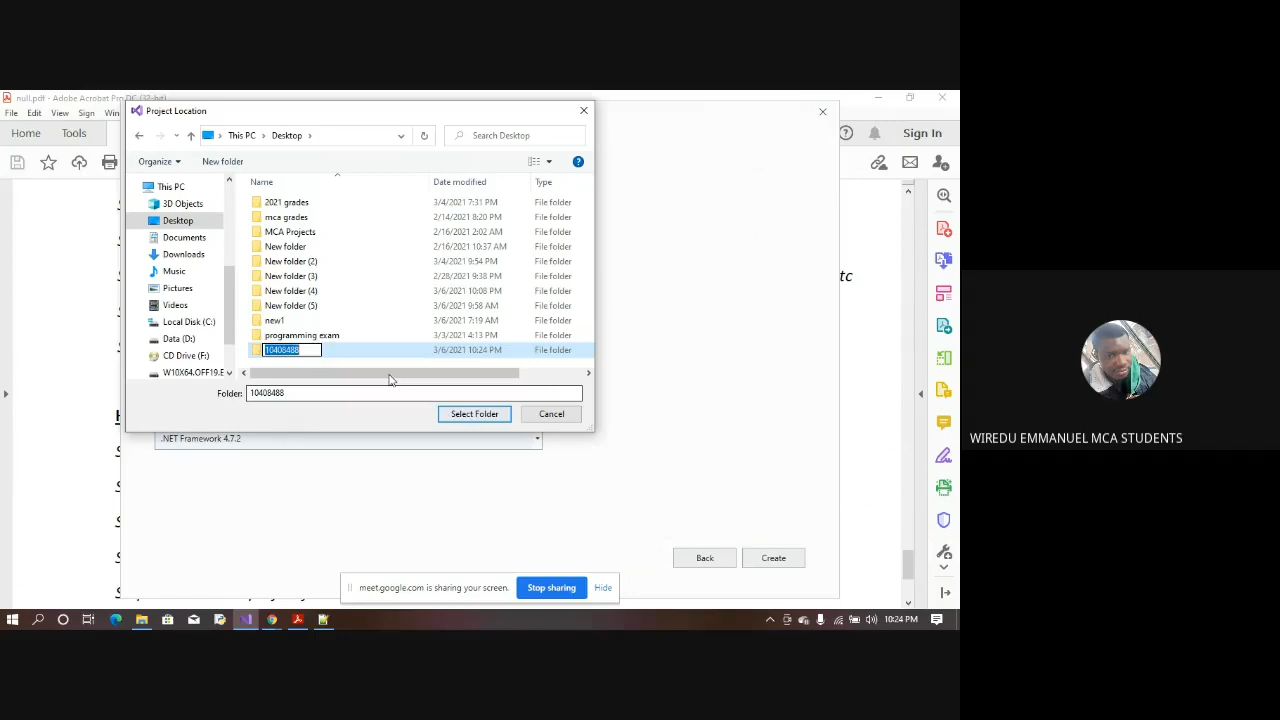 null.pdf - Adobe Acrobat Pro DC (32-bit)
File Edit View Sign Win
Home Tools
Sign In
Project Location
This PC > Desktop >
Search Desktop
Organize New folder
Name Date modified Type
This PC
3D Objects
Desktop
Documents
Downloads
Music
Pictures
Videos
Local Disk (C:)
Data (D:)
CD Drive (F:)
W10X64.OFF19.E
2021 grades 3/4/2021 7:31 PM File folder
mca grades 2/14/2021 8:20 PM File folder
MCA Projects 2/16/2021 2:02 AM File folder
New folder 2/16/2021 10:37 AM File folder
New folder (2) 3/4/2021 9:54 PM File folder
New folder (3) 2/28/2021 9:38 PM File folder
New folder (4) 3/6/2021 10:08 PM File folder
New folder (5) 3/6/2021 9:58 AM File folder
new1 3/6/2021 7:19 AM File folder
programming exam 3/3/2021 4:13 PM File folder
10408488 3/6/2021 10:24 PM File folder
Folder: 10408488
Select Folder Cancel
etc
.NET Framework 4.7.2
Back Create
meet.google.com is sharing your screen. Stop sharing Hide
10:24 PM
WIREDU EMMANUEL MCA STUDENTS